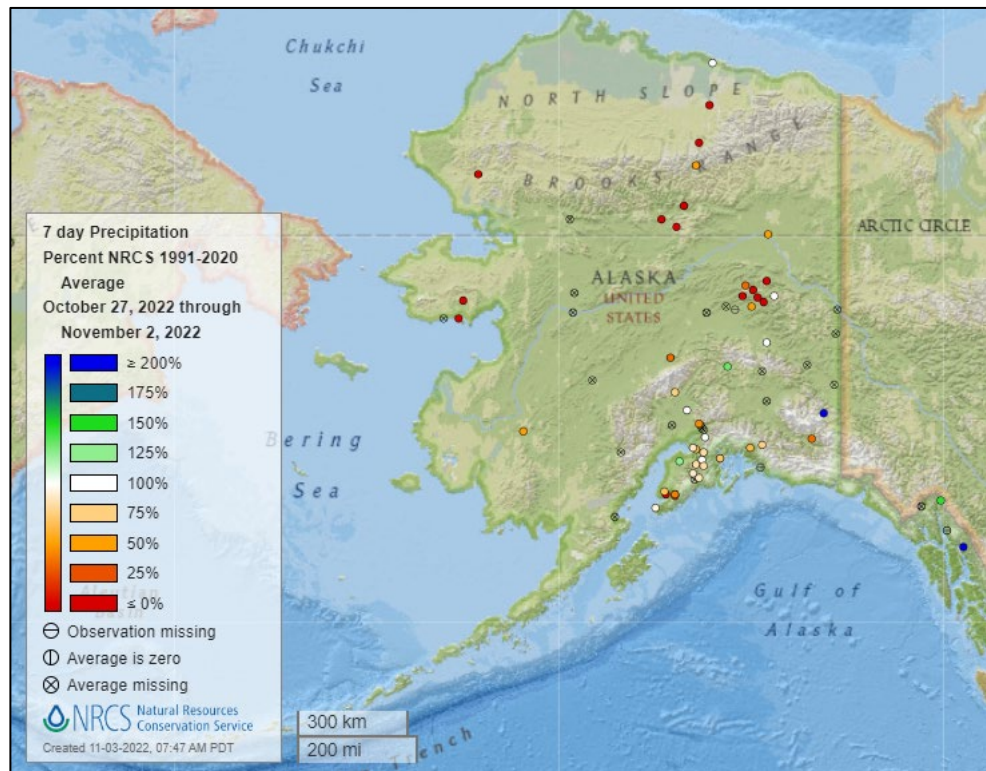 Chukchi
Sea
NORTH SLOPE
BROOKS RANGE
ARCTIC CIRCLE
ALASKA
UNITED
STATES
Bering
Sea
Gulf of
Alaska
Trench
7 day Precipitation
Percent NRCS 1991-2020
Average
October 27, 2022 through
November 2, 2022
≥ 200%
175%
150%
125%
100%
75%
50%
25%
≤ 0%
Aleutian
Basin
Observation missing
Average is zero
Average missing
NRCS Natural Resources
Conservation Service
Created 11-03-2022, 07:47 AM PDT
300 km
200 mi